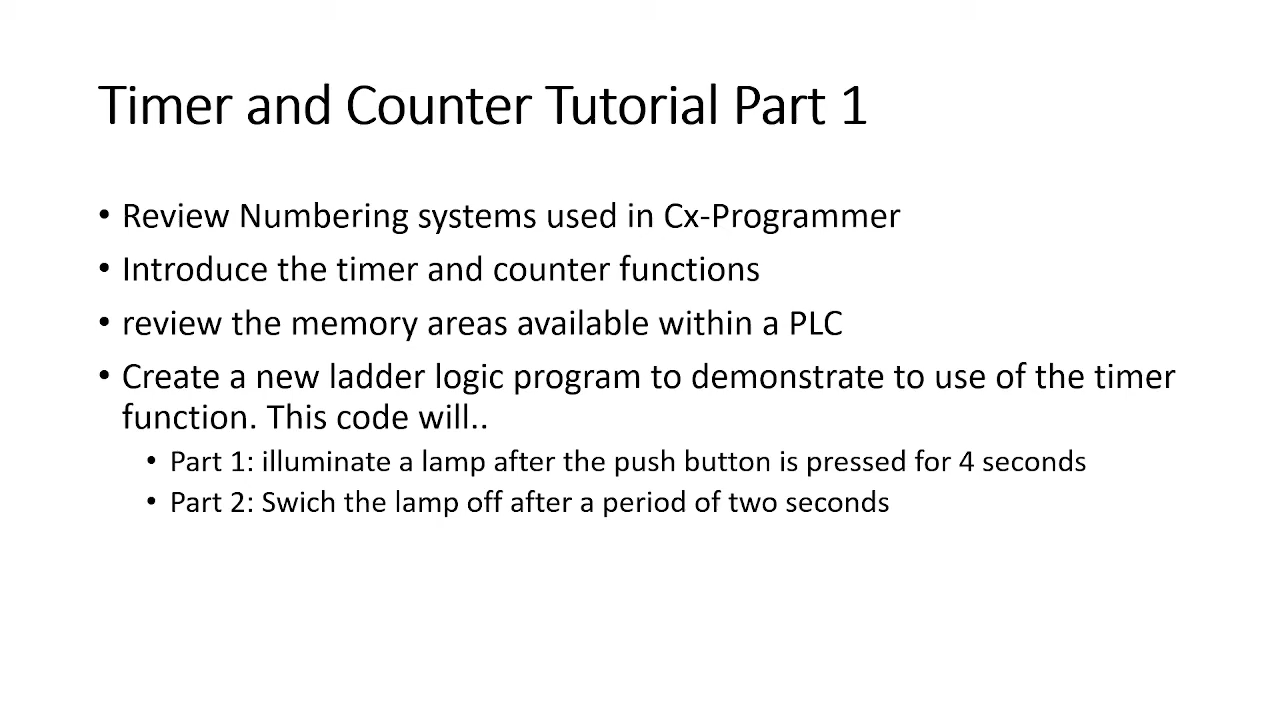 Timer and Counter Tutorial Part 1
• Review Numbering systems used in Cx-Programmer
• Introduce the timer and counter functions
• review the memory areas available within a PLC
• Create a new ladder logic program to demonstrate to use of the timer
function. This code will..
• Part 1: illuminate a lamp after the push button is pressed for 4 seconds
• Part 2: Swich the lamp off after a period of two seconds